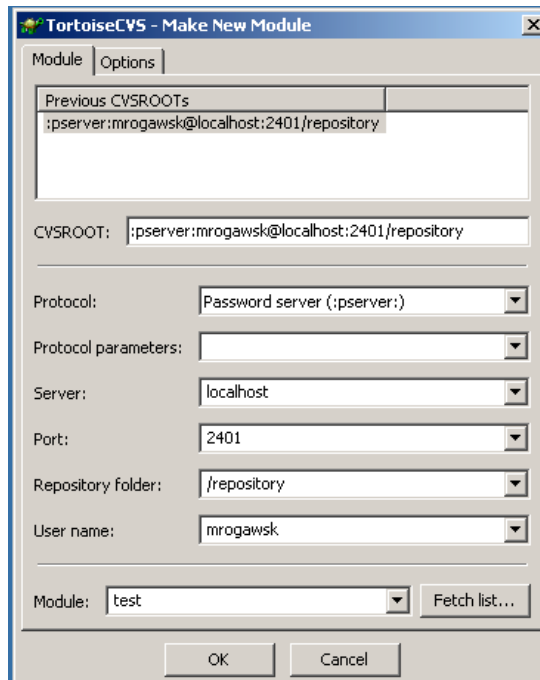 TortoiseCVS - Make New Module
Module Options
Previous CVSROOTs
:pserver:mrogawsk@localhost:2401/repository
CVSROOT: :pserver:mrogawsk@localhost:2401/repository
Protocol: Password server (:pserver:)
Protocol parameters:
Server: localhost
Port: 2401
Repository folder: /repository
User name: mrogawsk
Module: test Fetch list...
OK Cancel